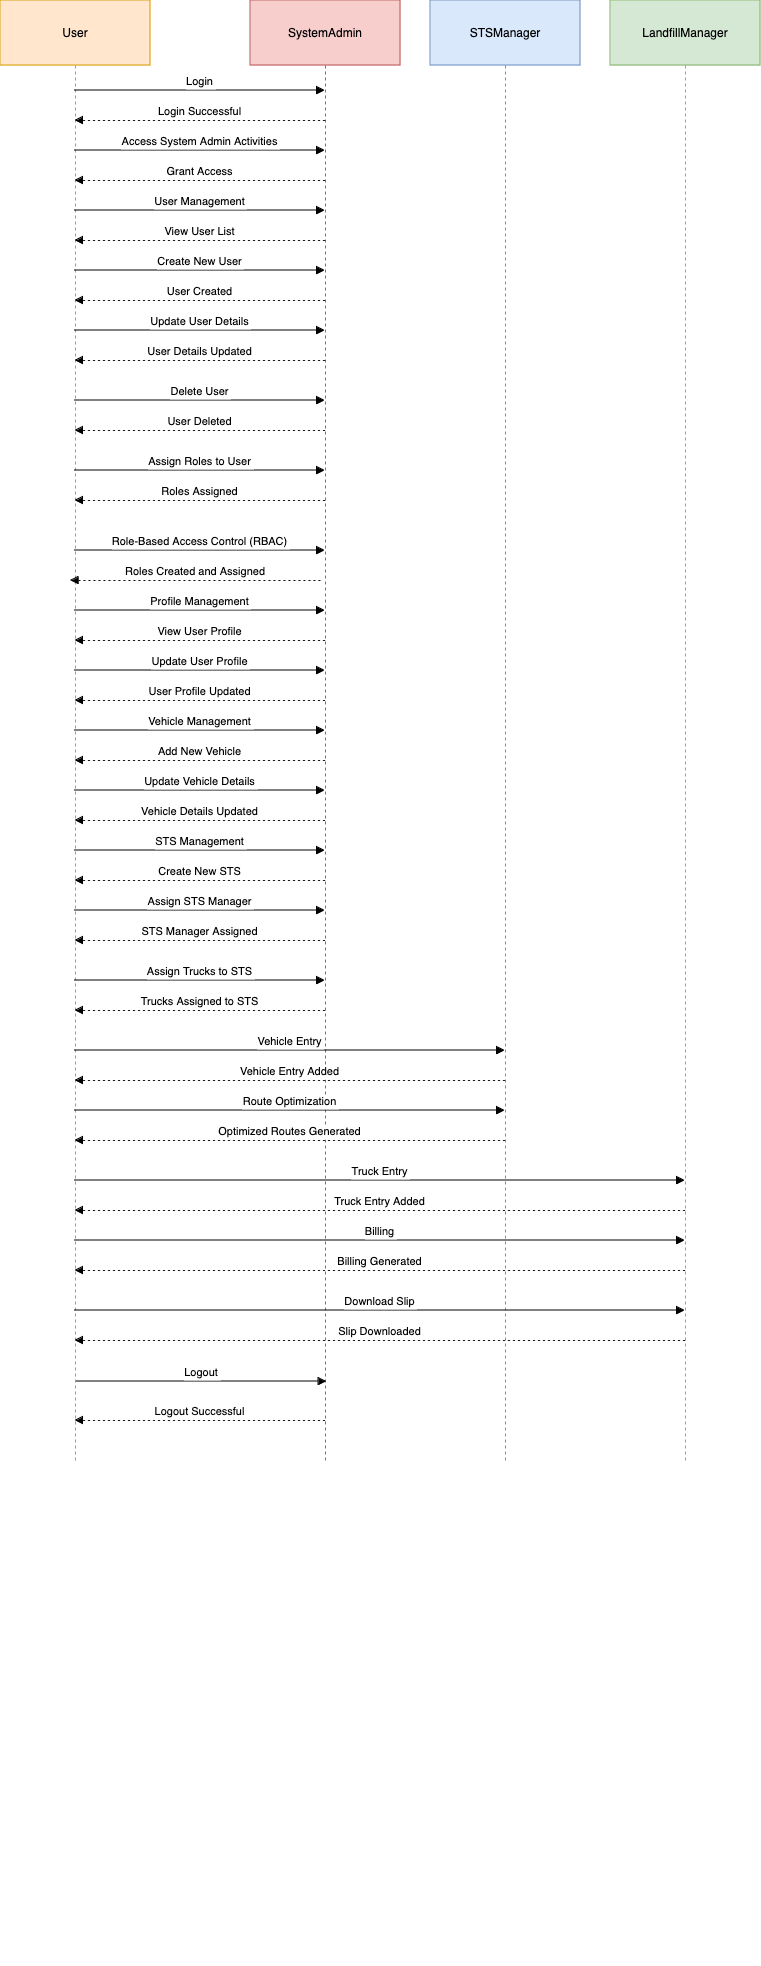 User
SystemAdmin
STSManager
LandfillManager
Login
Login Successful
Access System Admin Activities
Grant Access
User Management
View User List
Create New User
User Created
Update User Details
User Details Updated
Delete User
User Deleted
Assign Roles to User
Roles Assigned
Role-Based Access Control (RBAC)
Roles Created and Assigned
Profile Management
View User Profile
Update User Profile
User Profile Updated
Vehicle Management
Add New Vehicle
Update Vehicle Details
Vehicle Details Updated
STS Management
Create New STS
Assign STS Manager
STS Manager Assigned
Assign Trucks to STS
Trucks Assigned to STS
Vehicle Entry
Vehicle Entry Added
Route Optimization
Optimized Routes Generated
Truck Entry
Truck Entry Added
Billing
Billing Generated
Download Slip
Slip Downloaded
Logout
Logout Successful